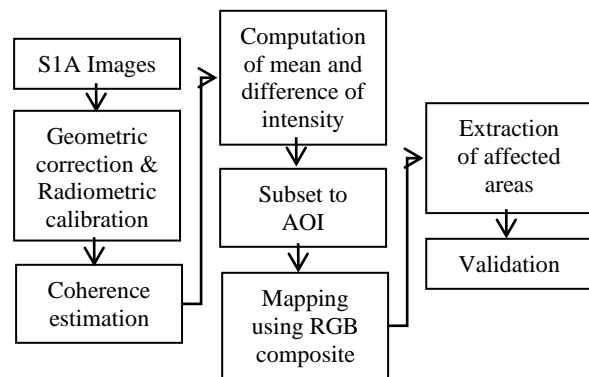 S1A Images
Geometric
correction &
Radiometric
calibration
Coherence
estimation
Computation
of mean and
difference of
intensity
Subset to
AOI
Mapping
using RGB
composite
Extraction
of affected
areas
Validation